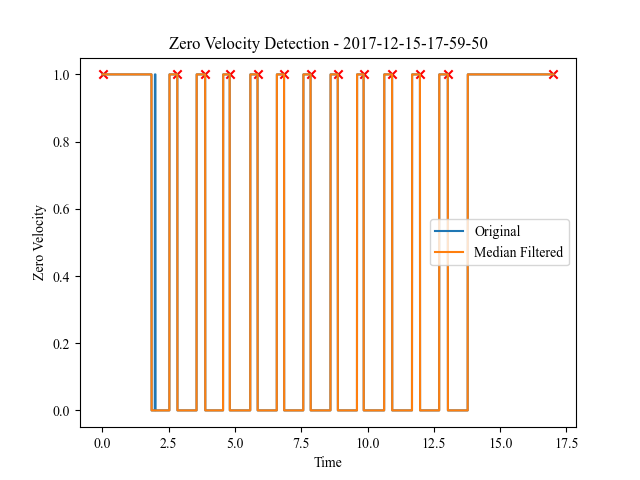 Zero Velocity Detection - 2017-12-15-17-59-50
1.0
0.8
0.6
0.4
0.2
0.0
Zero Velocity
Original
Median Filtered
0.0 2.5 5.0 7.5 10.0 12.5 15.0 17.5
Time